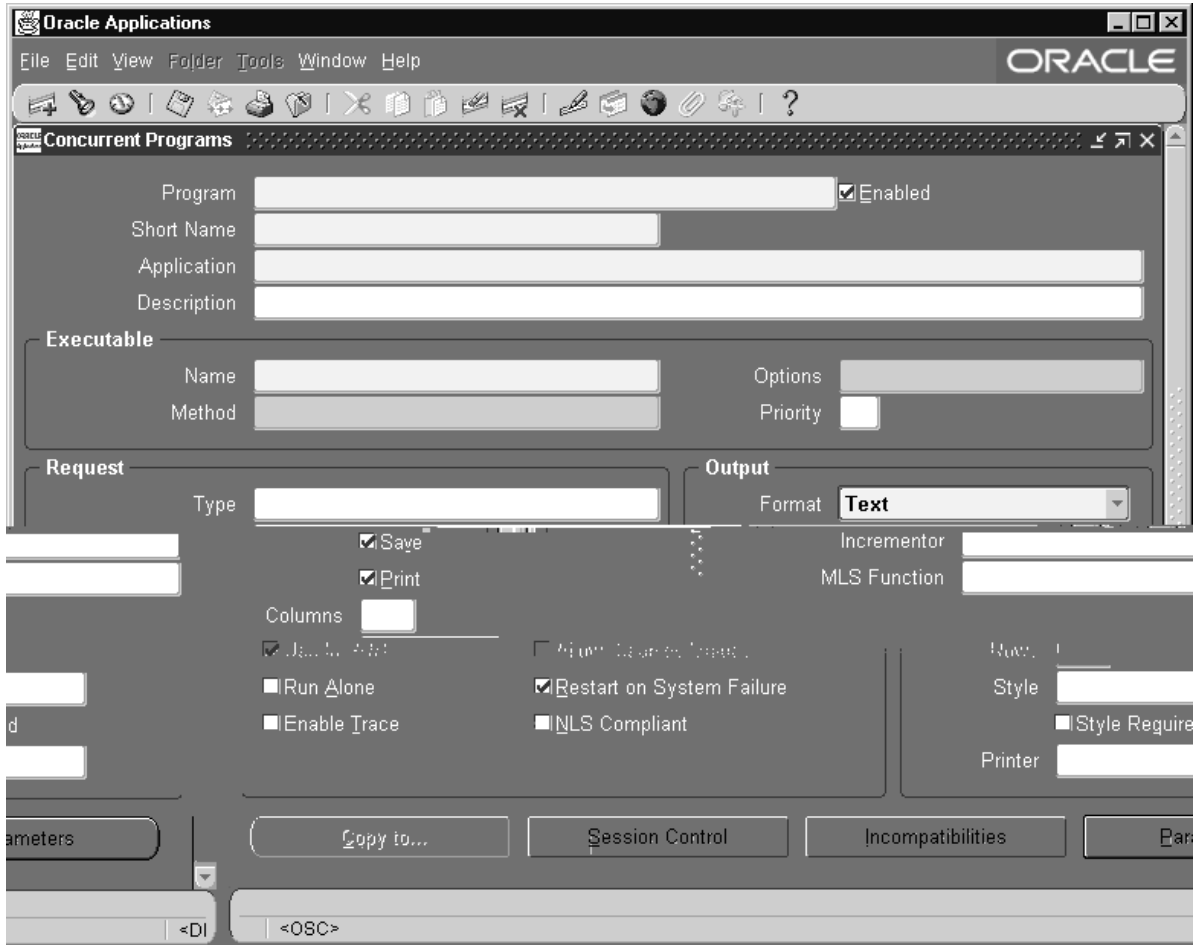 Oracle Applications
File Edit View Folder Tools Window Help
ORACLE
Concurrent Programs
Program
Enabled
Short Name
Application
Description
Executable
Name
Options
Method
Priority
Request
Output
Type
Format Text
Save
Incrementor
Print
MLS Function
Columns
Run Alone
Restart on System Failure
Style
d
Enable Trace
NLS Compliant
Style Require
Printer
ameters
Copy to...
Session Control
Incompatibilities
Par
<DI
<OSC>